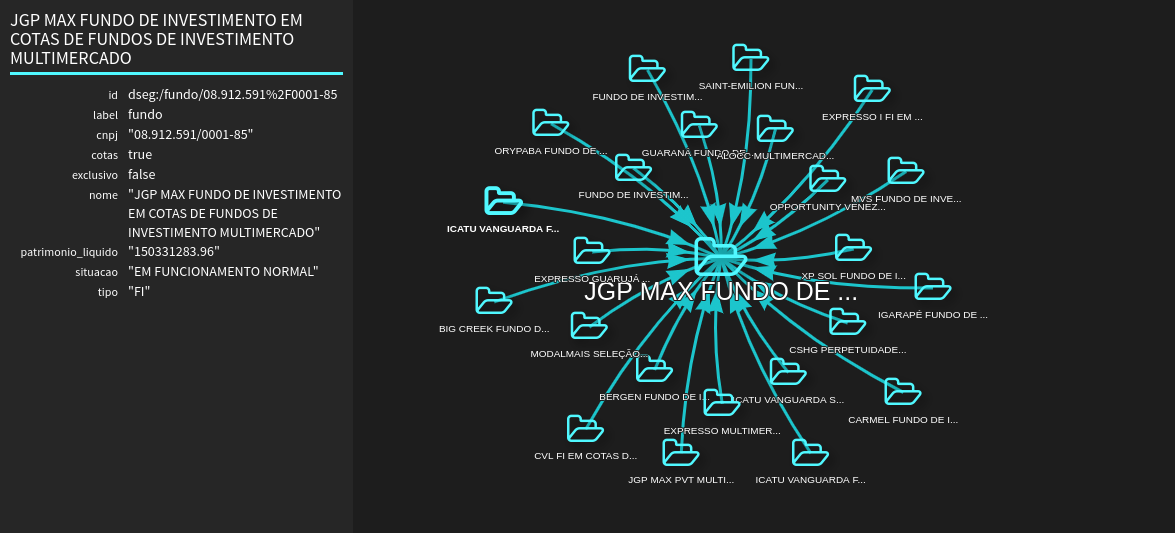 JGP MAX FUNDO DE INVESTIMENTO EM
COTAS DE FUNDOS DE INVESTIMENTO
MULTIMERCADO
id dseg:/fundo/08.912.591%2F0001-85
label fundo
cnpj "08.912.591/0001-85"
cotas true
exclusivo false
nome "JGP MAX FUNDO DE INVESTIMENTO
EM COTAS DE FUNDOS DE
INVESTIMENTO MULTIMERCADO"
patrimonio_liquido "150331283.96"
situacao "EM FUNCIONAMENTO NORMAL"
tipo "FI"
SAINT-EMILION FUN...
FUNDO DE INVESTIM...
EXPRESSO I FI EM ...
ORYPABA FUNDO DE ...
GUARANÁ FUNDO DE ...
ALOCC MULTIMERCAD...
FUNDO DE INVESTIM...
MVS FUNDO DE INVE...
OPPORTUNITY VENEZ...
ICATU VANGUARDA F...
EXPRESSO GUARUJÁ ...
XP SOL FUNDO DE I...
JGP MAX FUNDO DE ...
IGARAPÉ FUNDO DE ...
BIG CREEK FUNDO D...
MODALMAIS SELEÇÃO...
CSHG PERPETUIDADE...
BERGEN FUNDO DE I...
ICATU VANGUARDA S...
CARMEL FUNDO DE I...
EXPRESSO MULTIMER...
CVL FI EM COTAS D...
JGP MAX PVT MULTI...
ICATU VANGUARDA F...